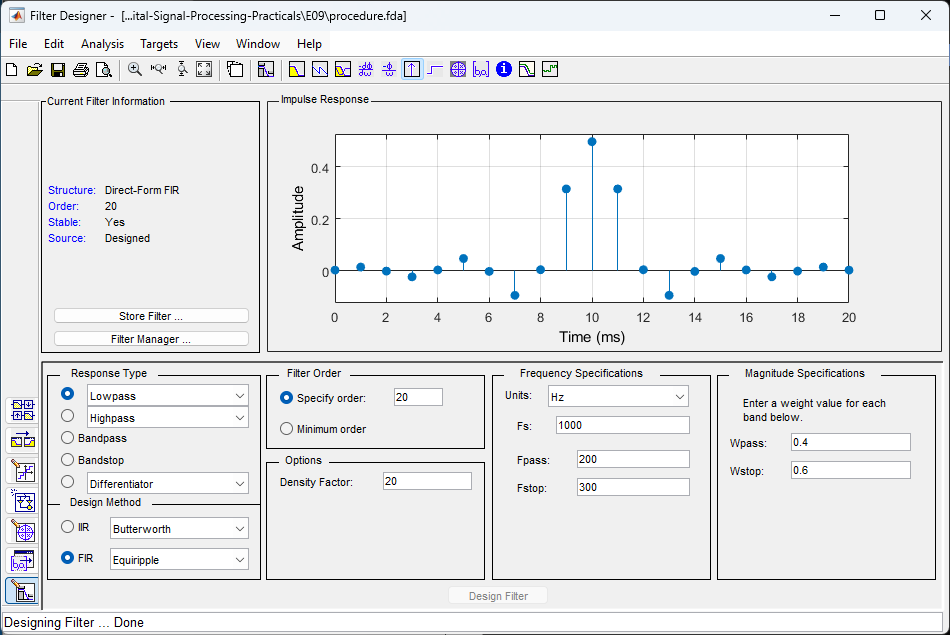 Filter Designer - [...ital-Signal-Processing-Practicals\E09\procedure.fda]
File Edit Analysis Targets View Window Help
Current Filter Information
Structure: Direct-Form FIR
Order: 20
Stable: Yes
Source: Designed
Store Filter ...
Filter Manager ...
Impulse Response
Amplitude
0.4
0.2
0
0 2 4 6 8 10 12 14 16 18 20
Time (ms)
Response Type
Lowpass
Highpass
Bandpass
Bandstop
Differentiator
Design Method
IIR Butterworth
FIR Equiripple
Filter Order
Specify order: 20
Minimum order
Options
Density Factor: 20
Frequency Specifications
Units: Hz
Fs: 1000
Fpass: 200
Fstop: 300
Magnitude Specifications
Enter a weight value for each
band below.
Wpass: 0.4
Wstop: 0.6
Design Filter
Designing Filter ... Done